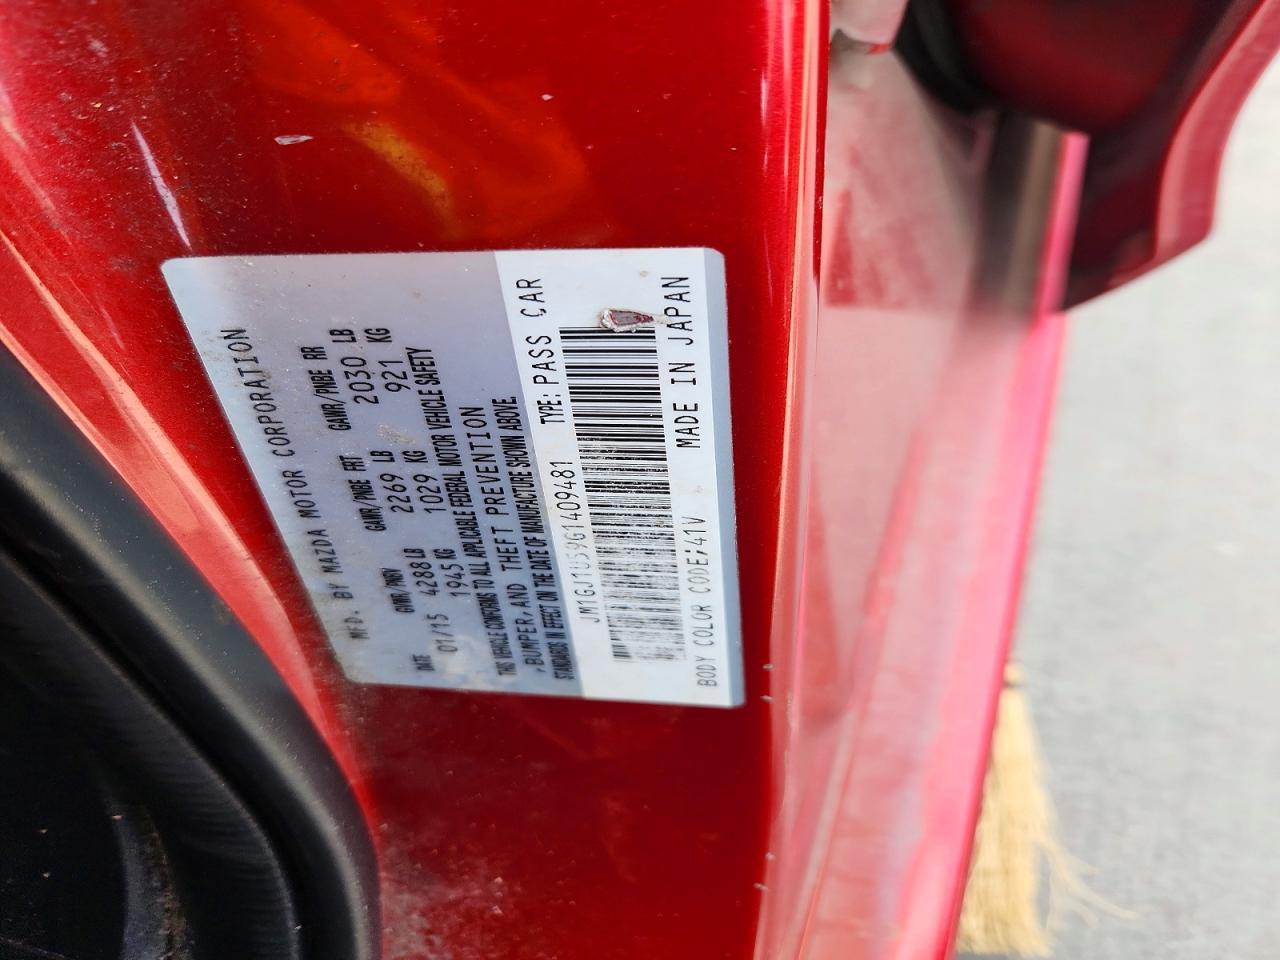 MFD. BY MAZDA MOTOR CORPORATION
DATE GVWR/PNBV GAWR/PNBE FRT GAWR/PNBE RR
01/15 4288 LB 2269 LB 2030 LB
1945 KG 1029 KG 921 KG
THIS VEHICLE CONFORMS TO ALL APPLICABLE FEDERAL MOTOR VEHICLE SAFETY
,BUMPER, AND THEFT PREVENTION
STANDARDS IN EFFECT ON THE DATE OF MANUFACTURE SHOWN ABOVE.
JM1GJ1U59G1409481 TYPE: PASS CAR
BODY COLOR CODE;41V MADE IN JAPAN